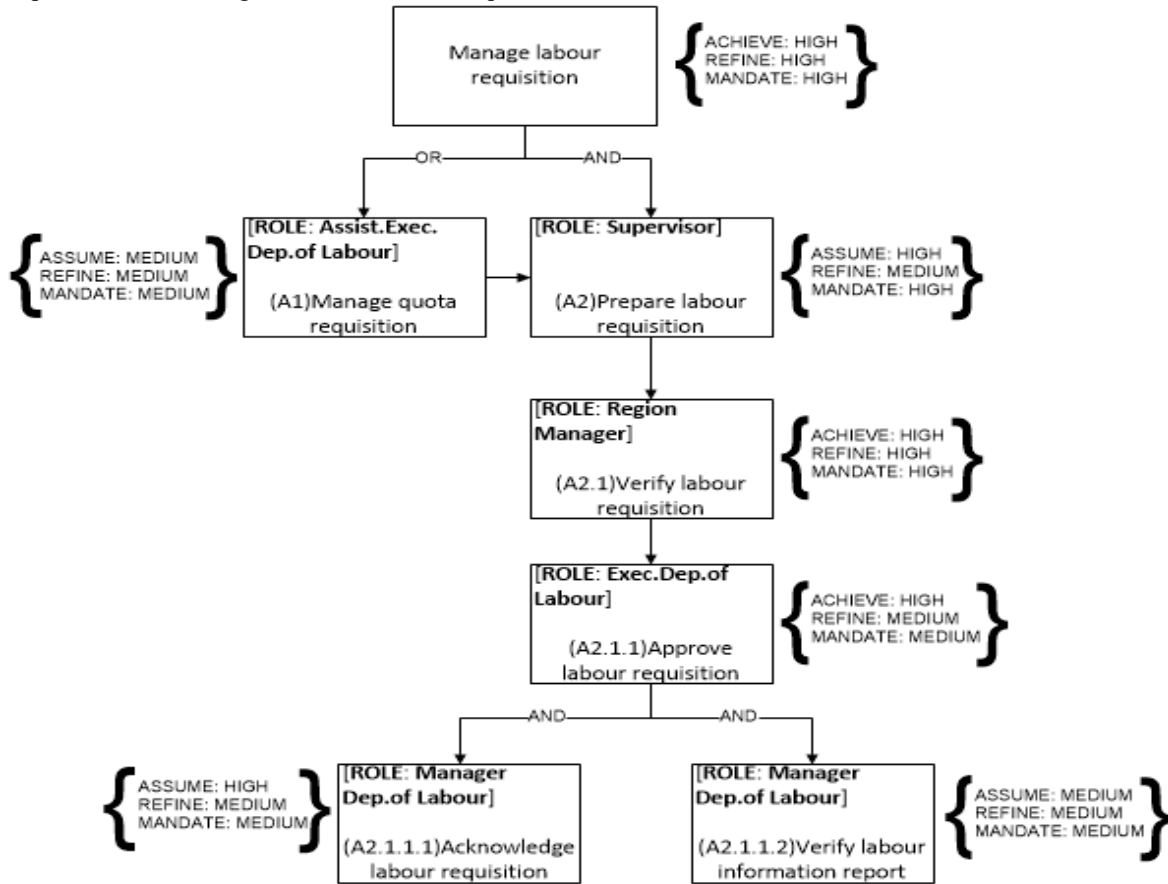 Manage labour
requisition
ACHIEVE: HIGH
REFINE: HIGH
MANDATE: HIGH
OR
AND
[ROLE: Assist.Exec.
Dep.of Labour]
(A1)Manage quota
requisition
ASSUME: MEDIUM
REFINE: MEDIUM
MANDATE: MEDIUM
[ROLE: Supervisor]
(A2)Prepare labour
requisition
ASSUME: HIGH
REFINE: MEDIUM
MANDATE: HIGH
[ROLE: Region
Manager]
(A2.1)Verify labour
requisition
ACHIEVE: HIGH
REFINE: HIGH
MANDATE: HIGH
[ROLE: Exec.Dep.of
Labour]
(A2.1.1)Approve
labour requisition
ACHIEVE: HIGH
REFINE: MEDIUM
MANDATE: MEDIUM
AND
AND
ASSUME: HIGH
REFINE: MEDIUM
MANDATE: MEDIUM
[ROLE: Manager
Dep.of Labour]
(A2.1.1.1)Acknowledge
labour requisition
[ROLE: Manager
Dep.of Labour]
(A2.1.1.2)Verify labour
information report
ASSUME: MEDIUM
REFINE: MEDIUM
MANDATE: MEDIUM